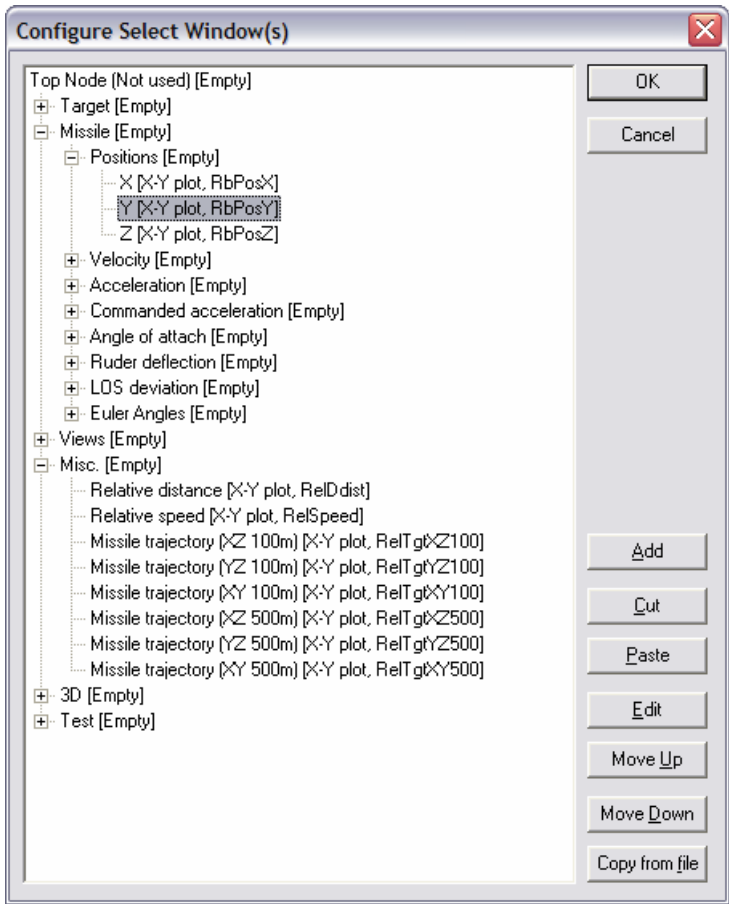 Configure Select Window(s)
Top Node (Not used) [Empty]
Target [Empty]
Missile [Empty]
Positions [Empty]
X [X-Y plot, RbPosX]
Y [X-Y plot, RbPosY]
Z [X-Y plot, RbPosZ]
Velocity [Empty]
Acceleration [Empty]
Commanded acceleration [Empty]
Angle of attach [Empty]
Ruder deflection [Empty]
LOS deviation [Empty]
Euler Angles [Empty]
Views [Empty]
Misc. [Empty]
Relative distance [X-Y plot, RelDdist]
Relative speed [X-Y plot, RelSpeed]
Missile trajectory (XZ 100m) [X-Y plot, RelTgtXZ100]
Missile trajectory (YZ 100m) [X-Y plot, RelTgtYZ100]
Missile trajectory (XY 100m) [X-Y plot, RelTgtXY100]
Missile trajectory (XZ 500m) [X-Y plot, RelTgtXZ500]
Missile trajectory (YZ 500m) [X-Y plot, RelTgtYZ500]
Missile trajectory (XY 500m) [X-Y plot, RelTgtXY500]
3D [Empty]
Test [Empty]
OK
Cancel
Add
Cut
Paste
Edit
Move Up
Move Down
Copy from file